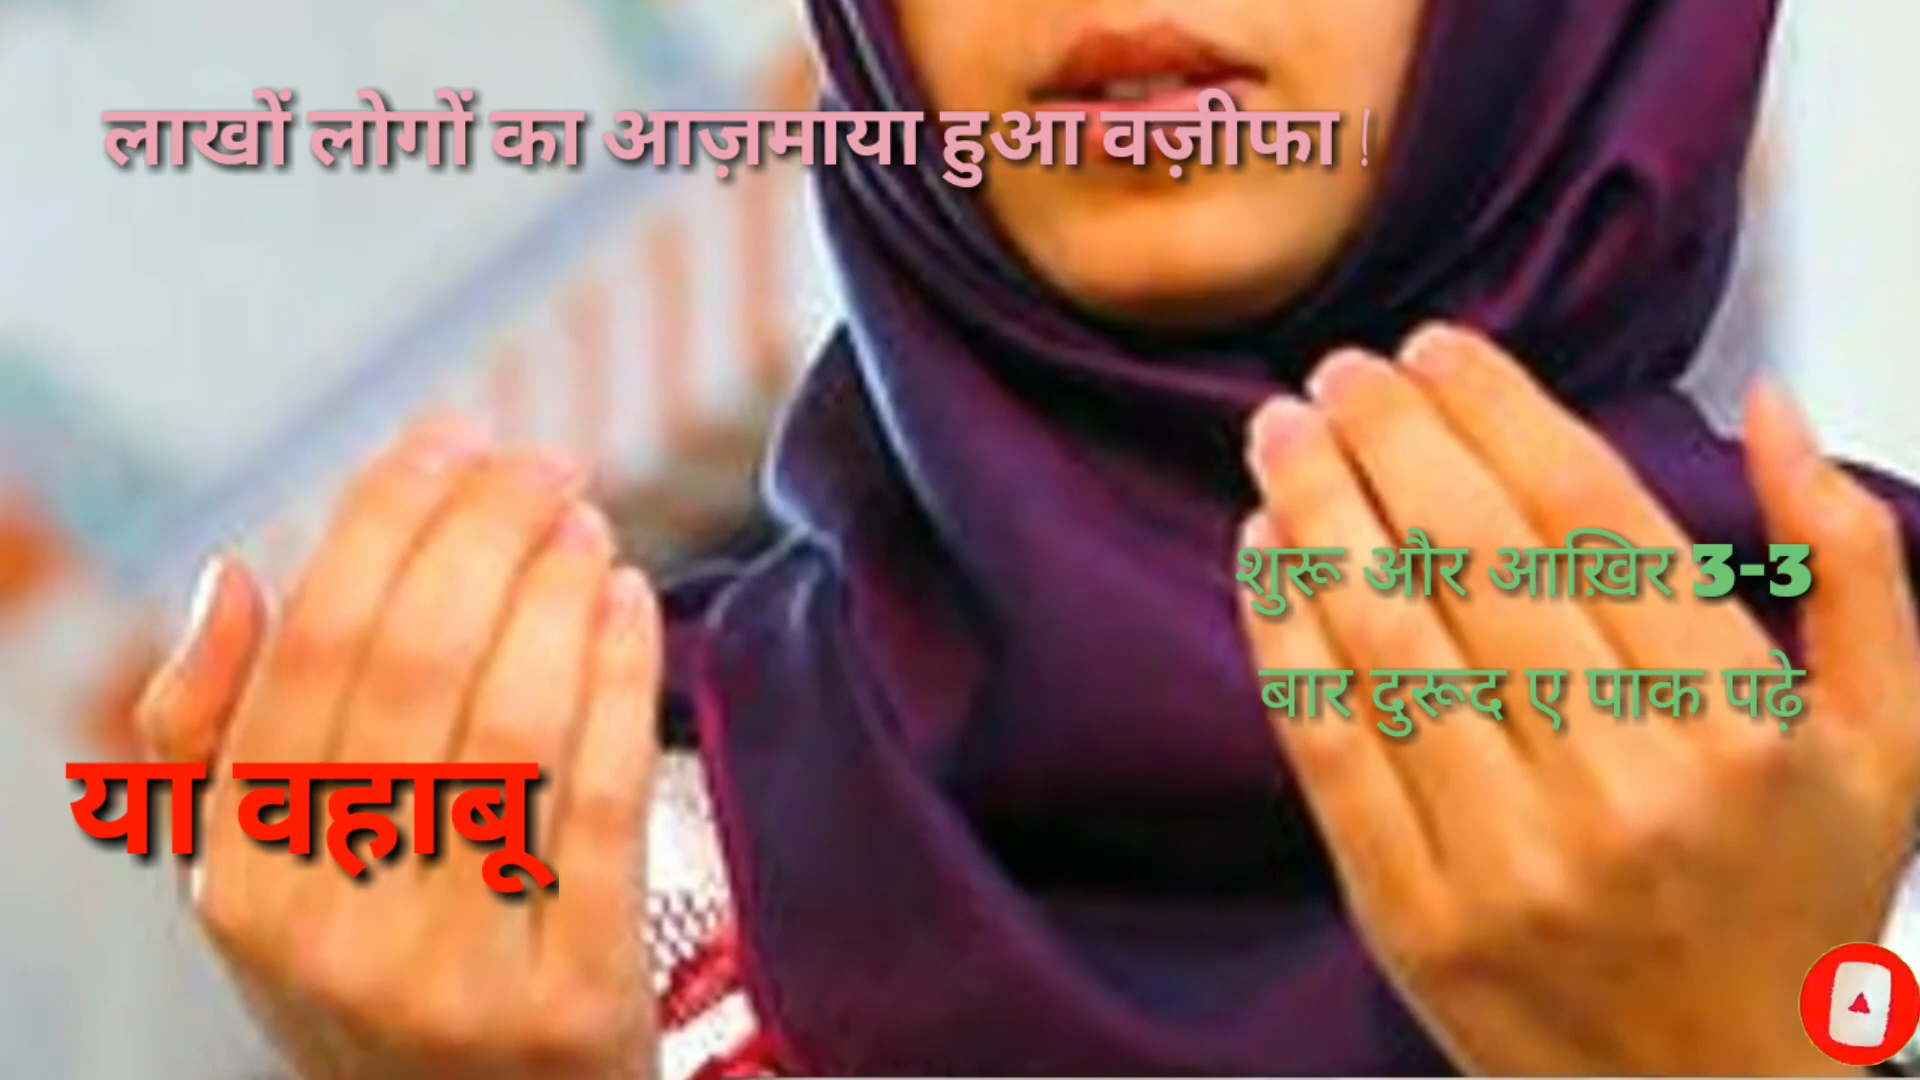 लाखों लोगों का आज़माया हुआ वज़ीफा !
शुरू और आख़िर 3-3
बार दुरूद ए पाक पढ़े
या वहाबू